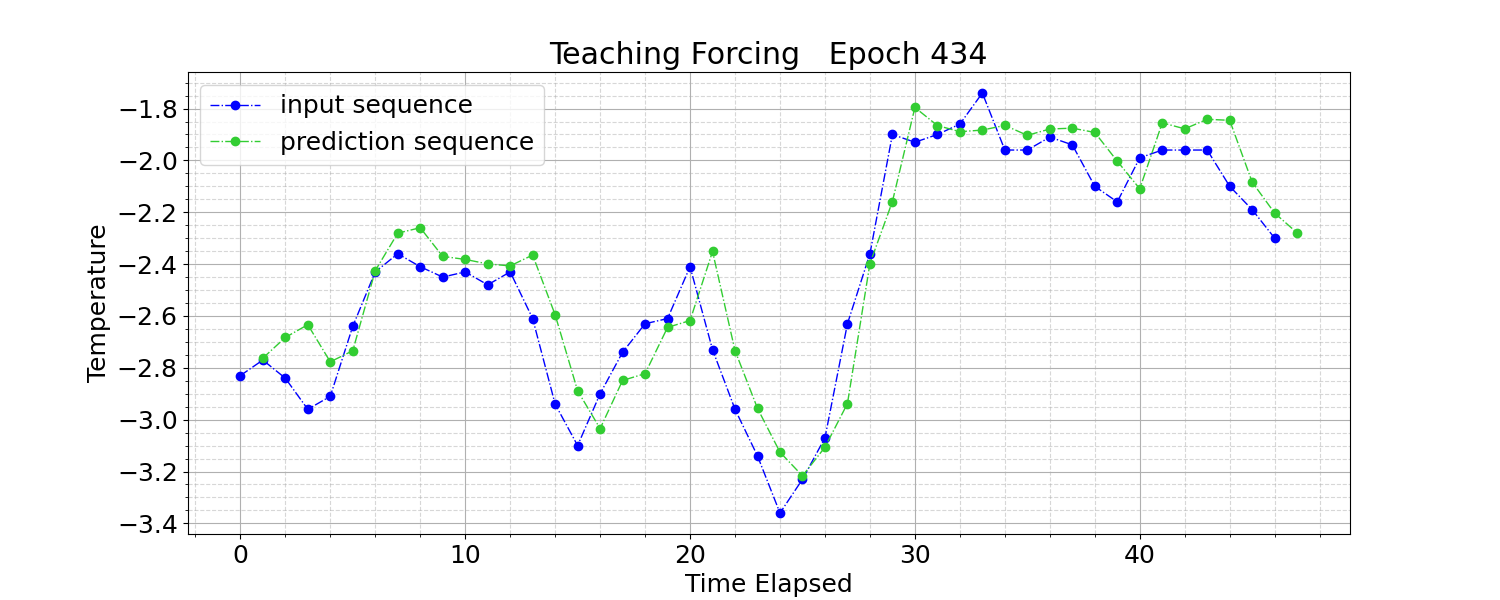 Teaching Forcing   Epoch 434
input sequence
prediction sequence
Temperature
−1.8
−2.0
−2.2
−2.4
−2.6
−2.8
−3.0
−3.2
−3.4
0 10 20 30 40
Time Elapsed